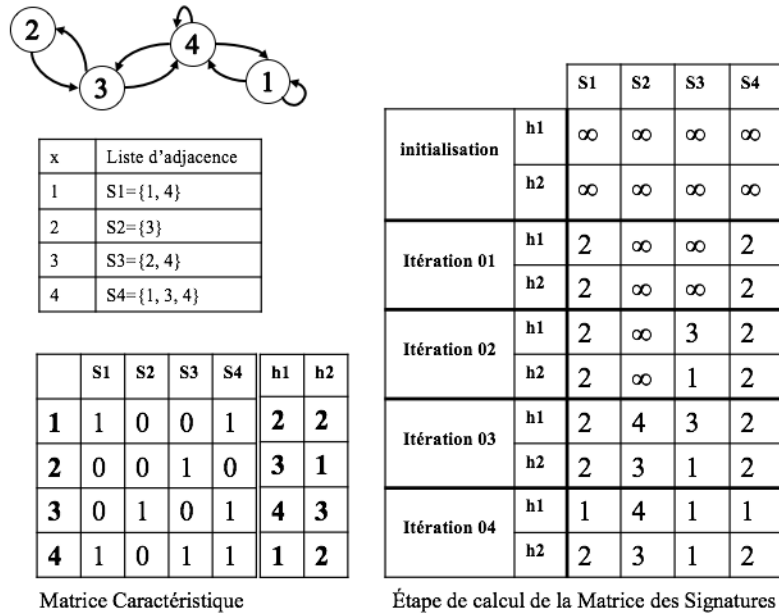 2
3
4
1
x Liste d'adjacence
1 S1={1, 4}
2 S2={3}
3 S3={2, 4}
4 S4={1, 3, 4}
S1 S2 S3 S4 h1 h2
1 1 0 0 1 2 2
2 0 0 1 0 3 1
3 0 1 0 1 4 3
4 1 0 1 1 1 2
Matrice Caractéristique
S1 S2 S3 S4
initialisation h1 ∞ ∞ ∞ ∞
h2 ∞ ∞ ∞ ∞
Itération 01 h1 2 ∞ ∞ 2
h2 2 ∞ ∞ 2
Itération 02 h1 2 ∞ 3 2
h2 2 ∞ 1 2
Itération 03 h1 2 4 3 2
h2 2 3 1 2
Itération 04 h1 1 4 1 1
h2 2 3 1 2
Étape de calcul de la Matrice des Signatures